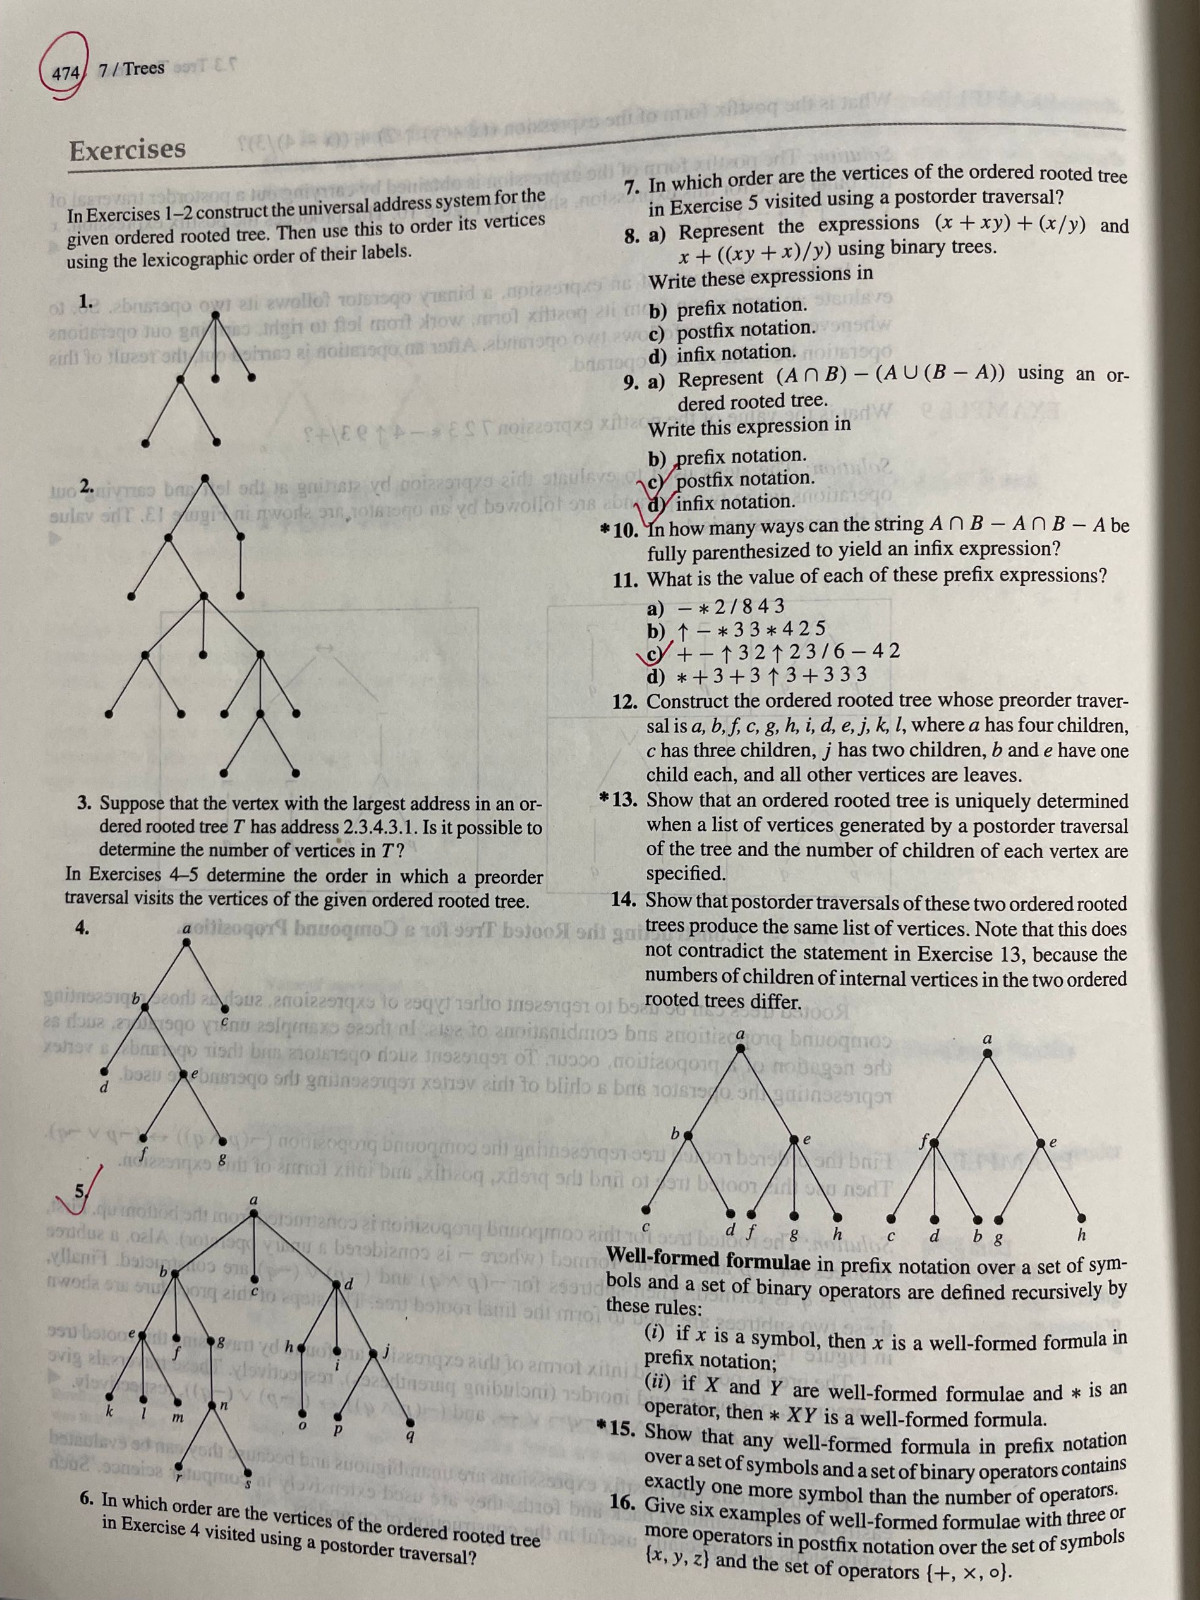 474 7 / Trees
Exercises
In Exercises 1–2 construct the universal address system for the
given ordered rooted tree. Then use this to order its vertices
using the lexicographic order of their labels.
1.
2.
3. Suppose that the vertex with the largest address in an or-
dered rooted tree T has address 2.3.4.3.1. Is it possible to
determine the number of vertices in T?
In Exercises 4–5 determine the order in which a preorder
traversal visits the vertices of the given ordered rooted tree.
4.
a
b
c
d
e
f
g
5.
a
b
c
d
e
f
g
h
i
j
k
l
m
n
o
p
q
r
s
6. In which order are the vertices of the ordered rooted tree
in Exercise 4 visited using a postorder traversal?
7. In which order are the vertices of the ordered rooted tree
in Exercise 5 visited using a postorder traversal?
8. a) Represent the expressions (x + xy) + (x/y) and
x + ((xy + x)/y) using binary trees.
Write these expressions in
b) prefix notation.
c) postfix notation.
d) infix notation.
9. a) Represent (A ∩ B) − (A ∪ (B − A)) using an or-
dered rooted tree.
Write this expression in
b) prefix notation.
c) postfix notation.
d) infix notation.
*10. In how many ways can the string A ∩ B − A ∩ B − A be
fully parenthesized to yield an infix expression?
11. What is the value of each of these prefix expressions?
a) − * 2 / 8 4 3
b) ↑ − * 3 3 * 4 2 5
c) + − ↑ 3 2 ↑ 2 3 / 6 − 4 2
d) * + 3 + 3 ↑ 3 + 3 3 3
12. Construct the ordered rooted tree whose preorder traver-
sal is a, b, f, c, g, h, i, d, e, j, k, l, where a has four children,
c has three children, j has two children, b and e have one
child each, and all other vertices are leaves.
*13. Show that an ordered rooted tree is uniquely determined
when a list of vertices generated by a postorder traversal
of the tree and the number of children of each vertex are
specified.
14. Show that postorder traversals of these two ordered rooted
trees produce the same list of vertices. Note that this does
not contradict the statement in Exercise 13, because the
numbers of children of internal vertices in the two ordered
rooted trees differ.
a a
b e f e
c d f g h c d b g h
Well-formed formulae in prefix notation over a set of sym-
bols and a set of binary operators are defined recursively by
these rules:
(i) if x is a symbol, then x is a well-formed formula in
prefix notation;
(ii) if X and Y are well-formed formulae and * is an
operator, then * XY is a well-formed formula.
*15. Show that any well-formed formula in prefix notation
over a set of symbols and a set of binary operators contains
exactly one more symbol than the number of operators.
16. Give six examples of well-formed formulae with three or
more operators in postfix notation over the set of symbols
{x, y, z} and the set of operators {+, ×, ∘}.